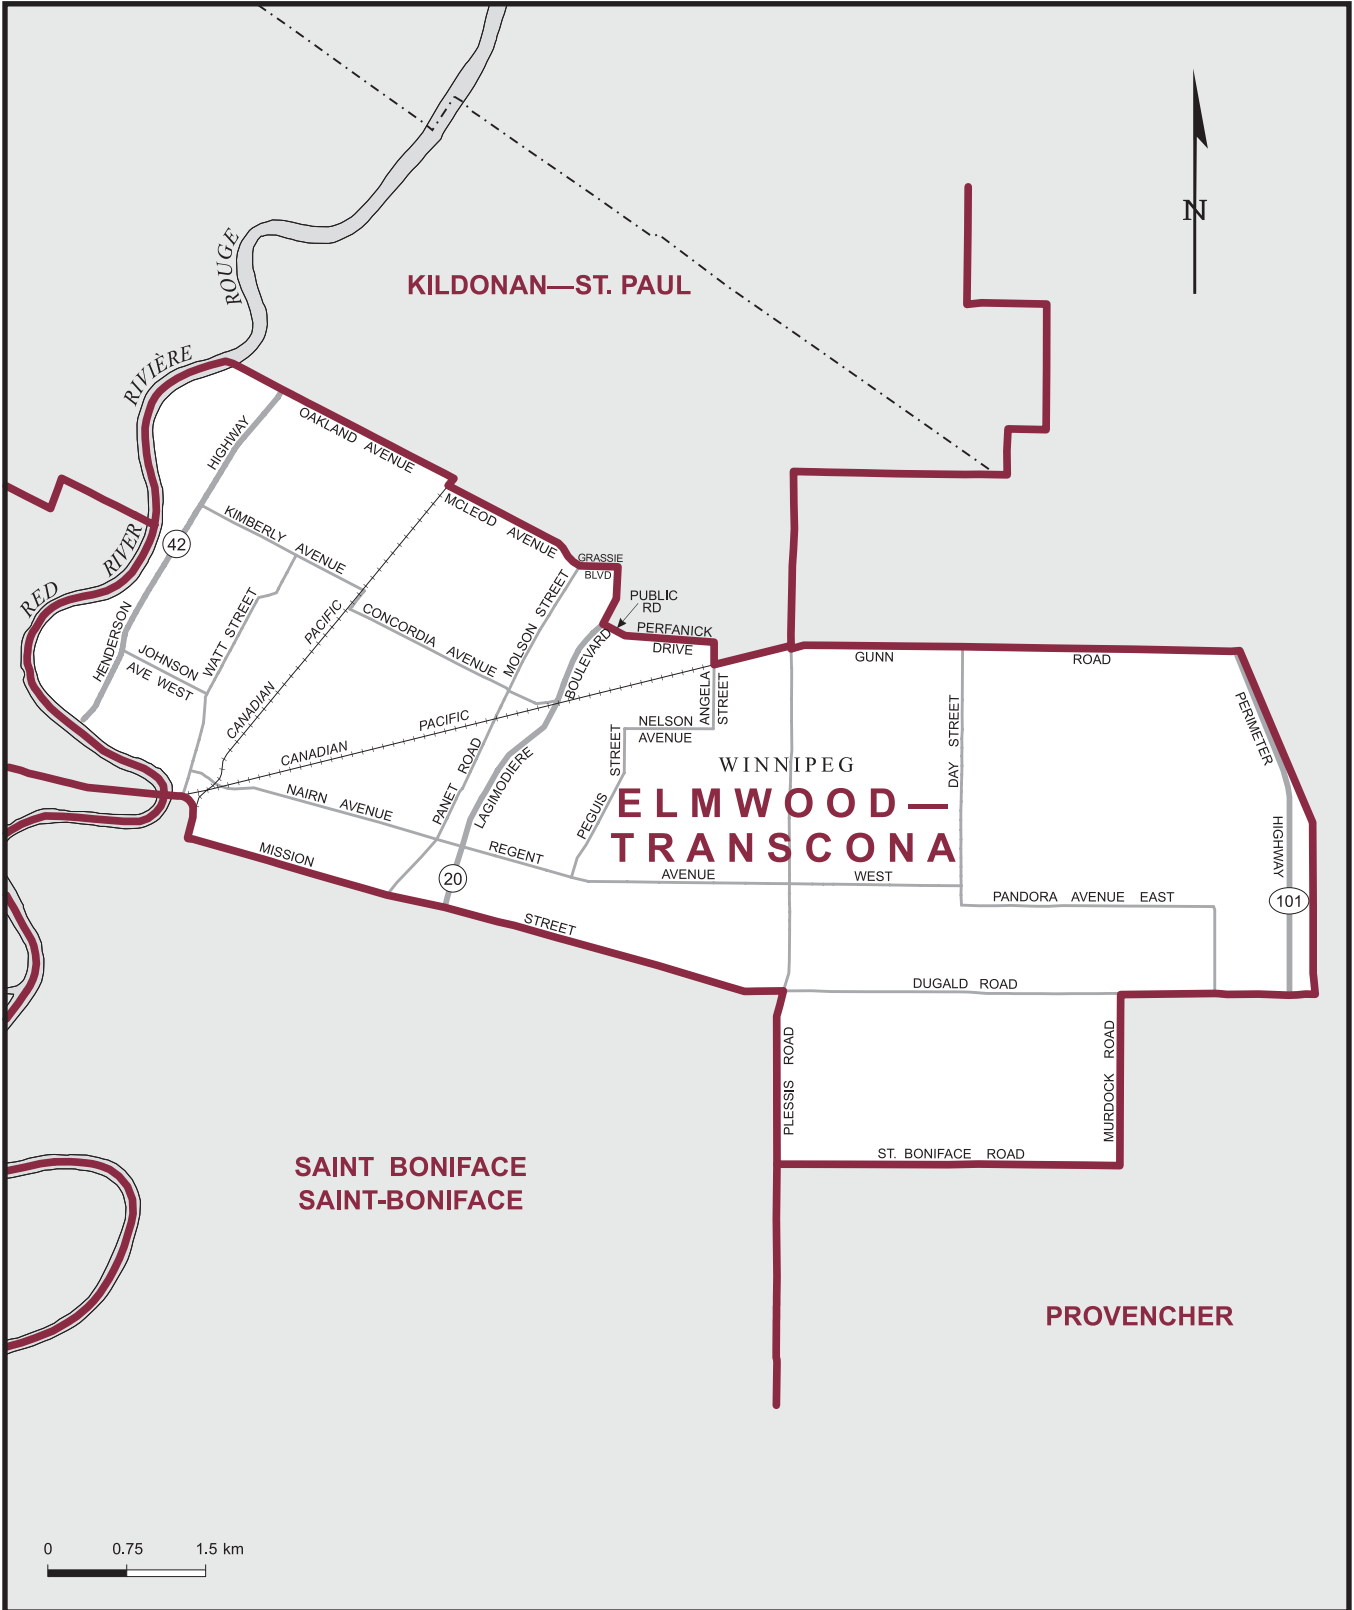 N
ROUGE
KILDONAN—ST. PAUL
RIVIÈRE
OAKLAND AVENUE
HIGHWAY
MCLEOD AVENUE
KIMBERLY AVENUE
42
RIVER
RED
GRASSIE
BLVD
PUBLIC
RD
PERFANICK
DRIVE
MOLSON STREET
CONCORDIA AVENUE
PACIFIC
CANADIAN
WATT STREET
HENDERSON
JOHNSON
AVE WEST
BOULEVARD
LAGIMODIERE
GUNN ROAD
ANGELA
STREET
NELSON
AVENUE
PEGUIS STREET
DAY STREET
PERIMETER
HIGHWAY
CANADIAN PACIFIC
PANET ROAD
WINNIPEG
ELMWOOD—
TRANSCONA
NAIRN AVENUE
REGENT AVENUE WEST
MISSION STREET
20
PANDORA AVENUE EAST
101
DUGALD ROAD
PLESSIS ROAD
MURDOCK ROAD
ST. BONIFACE ROAD
SAINT BONIFACE
SAINT-BONIFACE
PROVENCHER
0 0.75 1.5 km